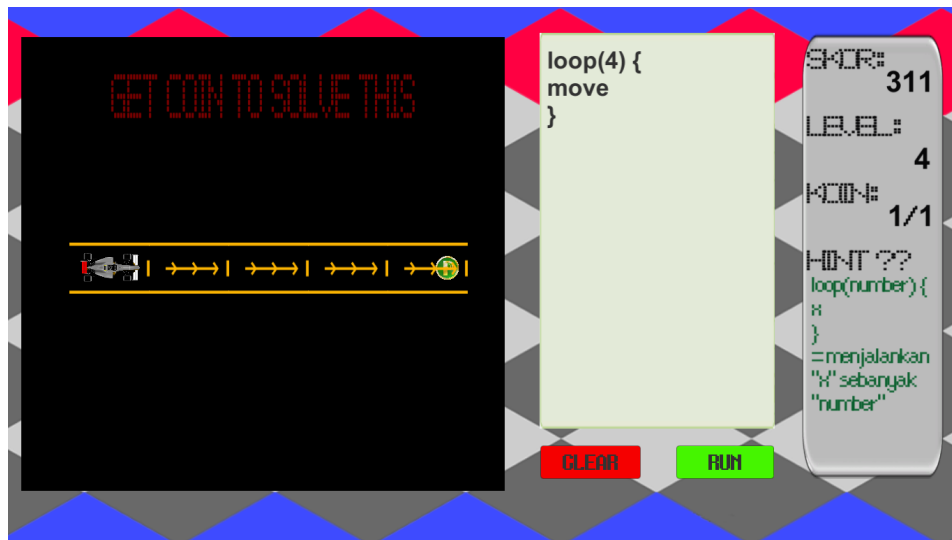 GET COIN TO SOLVE THIS
loop(4) {
move
}
CLEAR
RUN
SKOR:
311
LEVEL:
4
KOIN:
1/1
HINT ??
loop(number) {
x
}
=menjalankan
"x" sebanyak
"number"